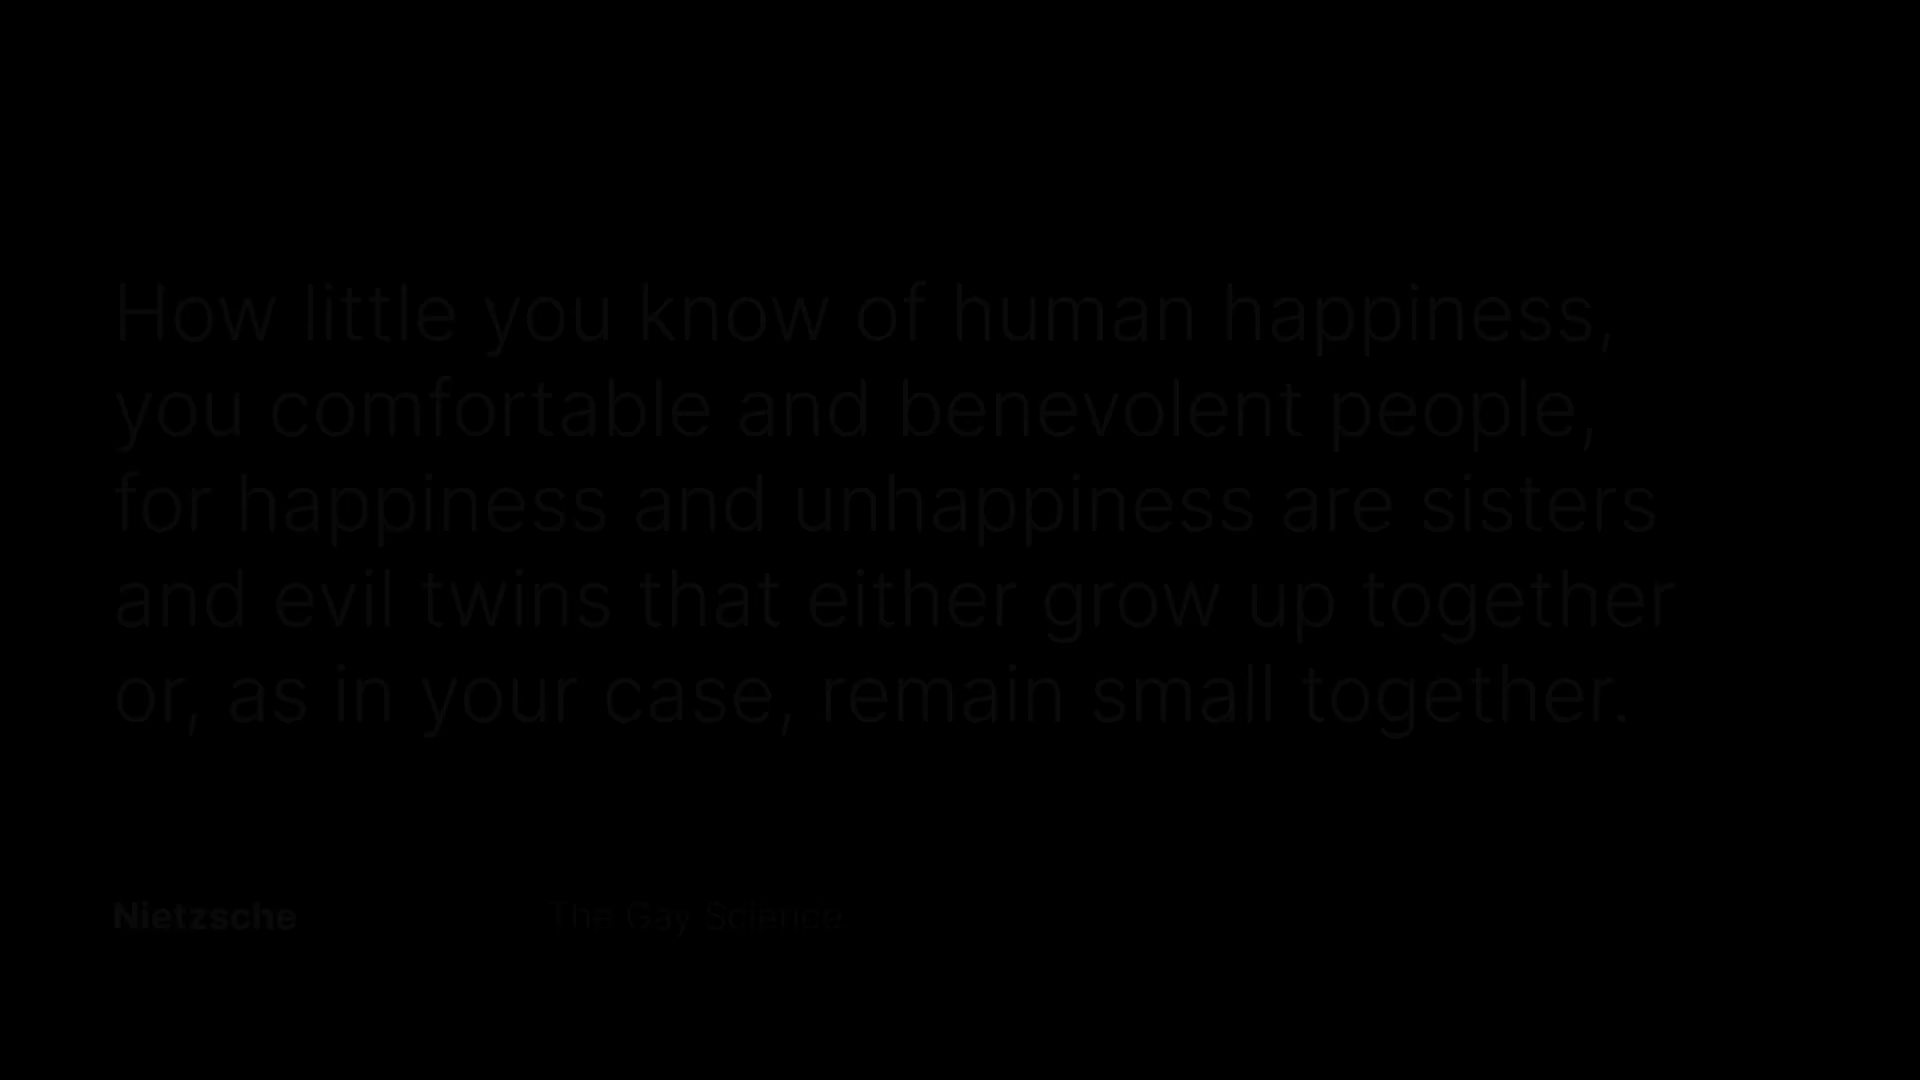 How little you know of human happiness,
you comfortable and benevolent people,
for happiness and unhappiness are sisters
and evil twins that either grow up together
or, as in your case, remain small together.
Nietzsche The Gay Science